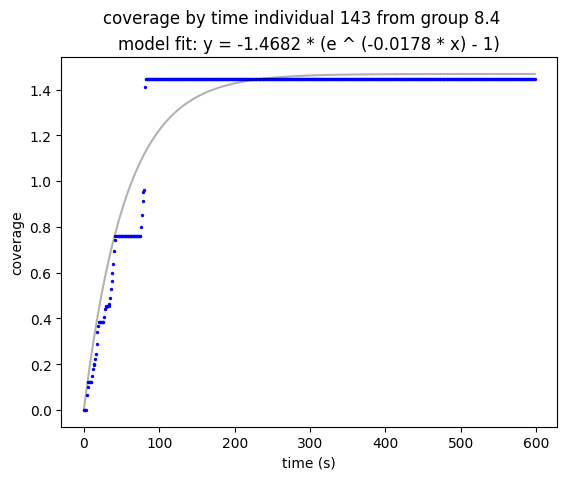 coverage by time individual 143 from group 8.4
model fit: y = -1.4682 * (e ^ (-0.0178 * x) - 1)
1.4
1.2
1.0
0.8
0.6
0.4
0.2
0.0
coverage
0 100 200 300 400 500 600
time (s)